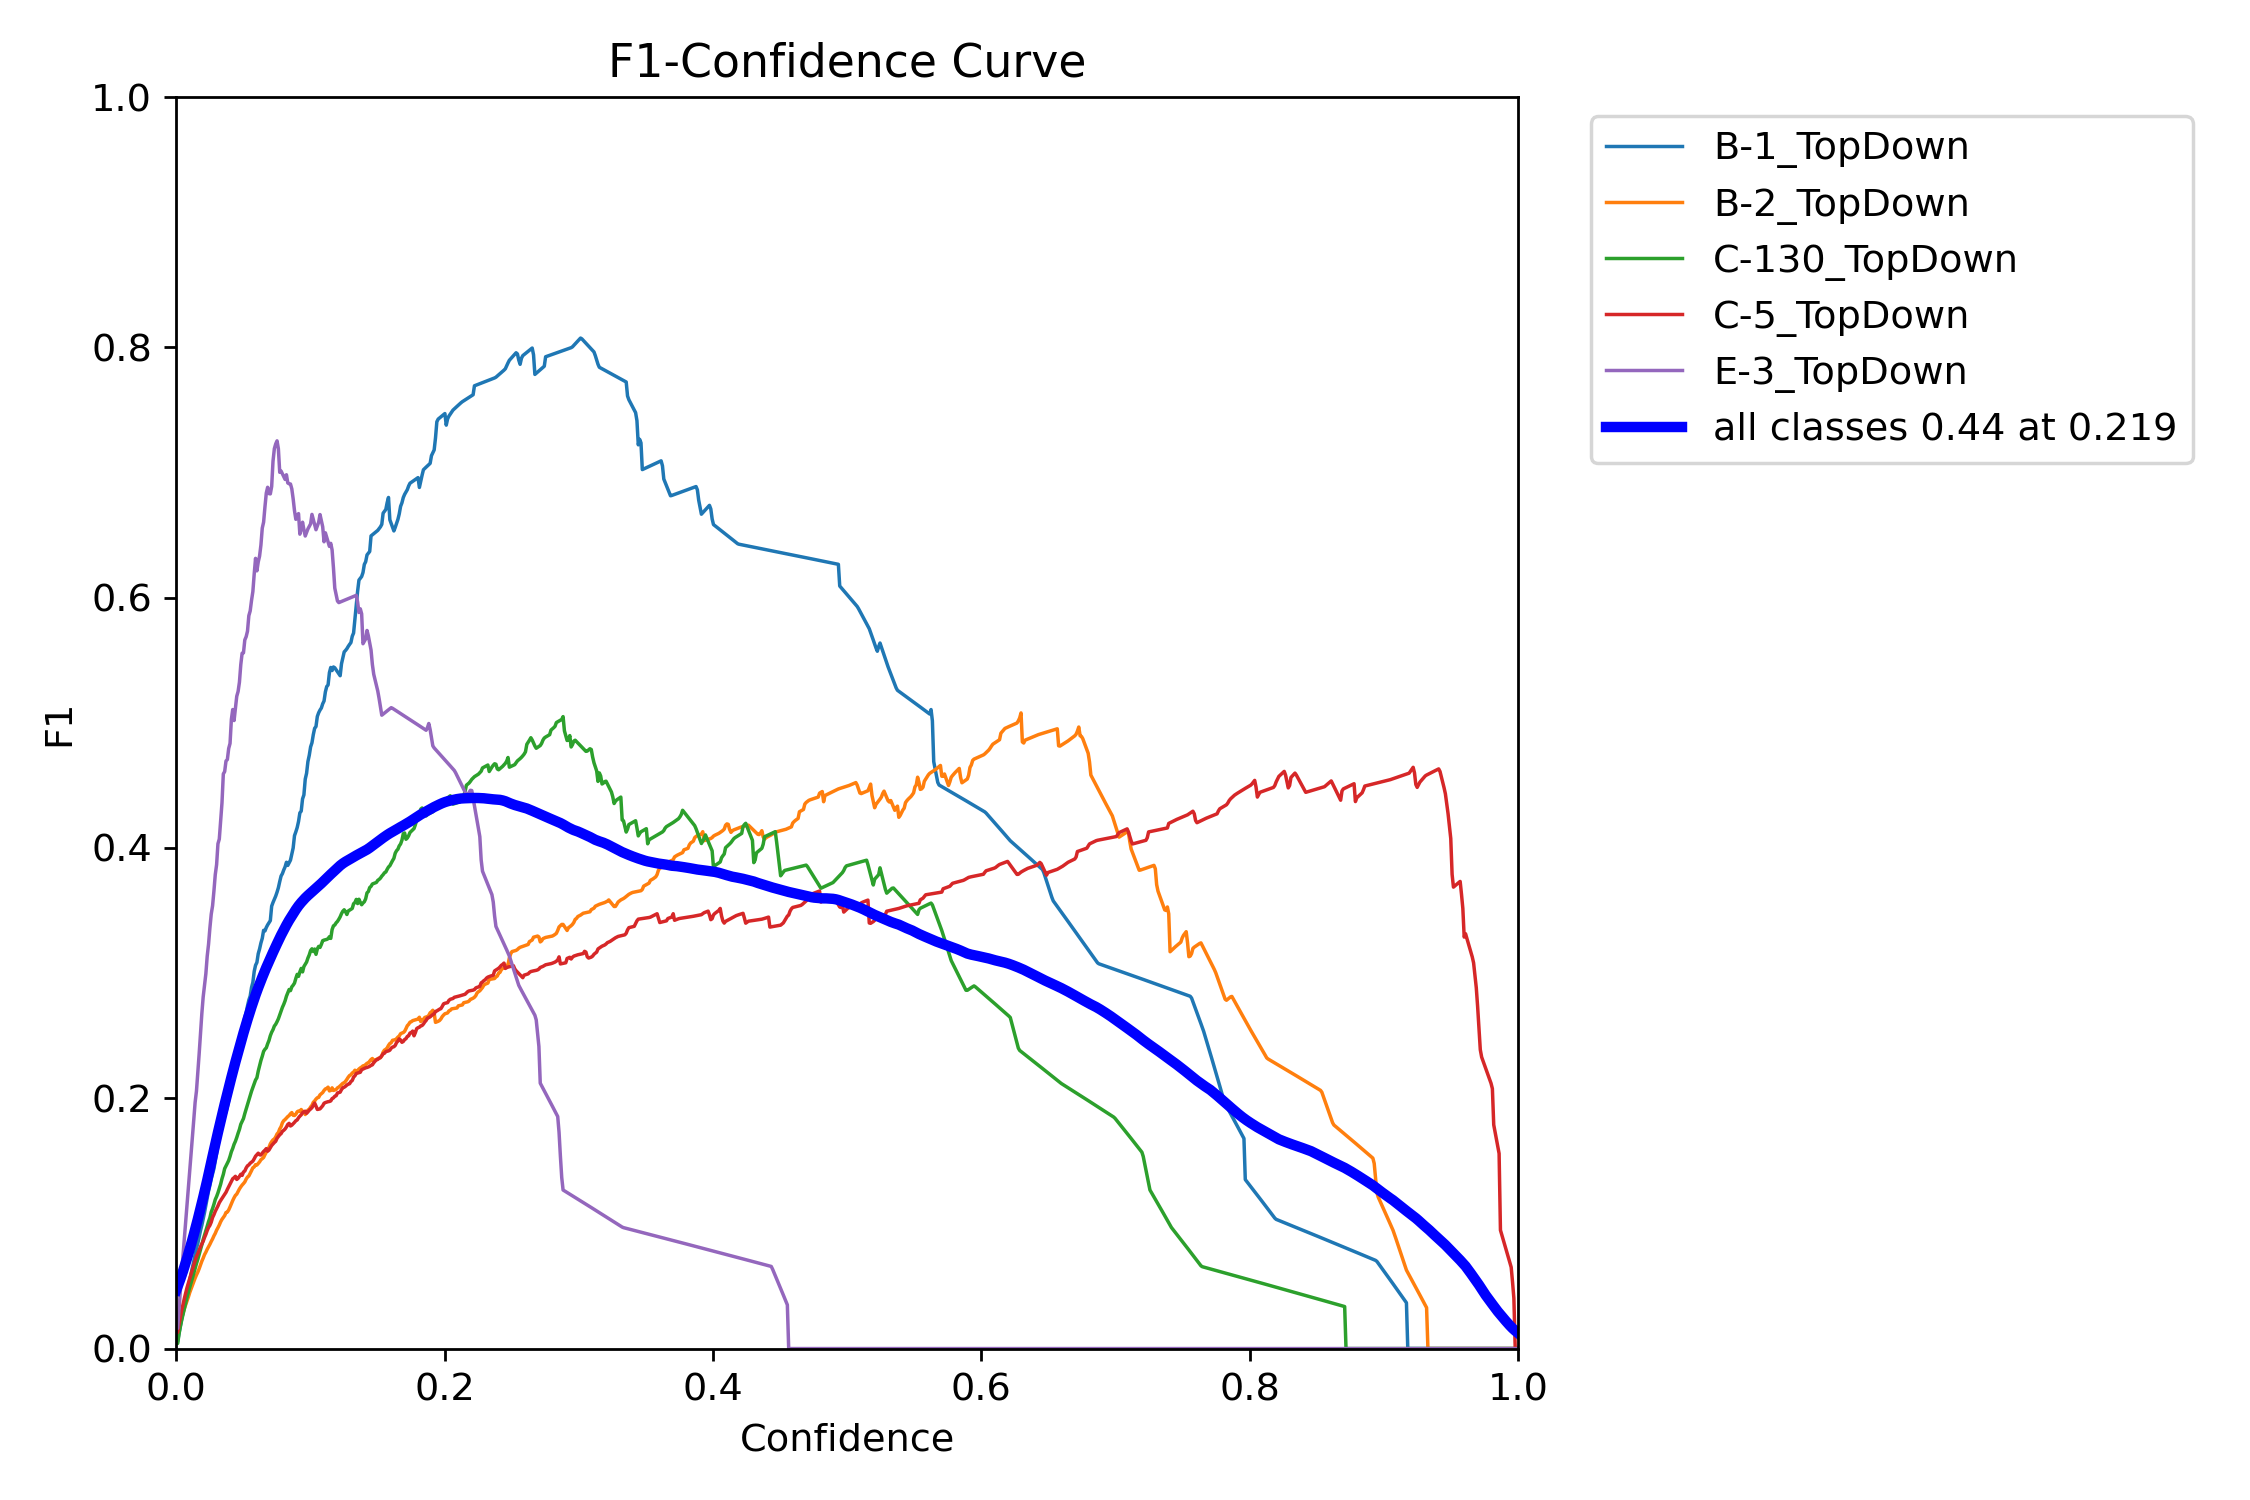 F1-Confidence Curve
1.0
0.8
0.6
0.4
0.2
0.0
F1
0.0 0.2 0.4 0.6 0.8 1.0
Confidence
B-1_TopDown
B-2_TopDown
C-130_TopDown
C-5_TopDown
E-3_TopDown
all classes 0.44 at 0.219